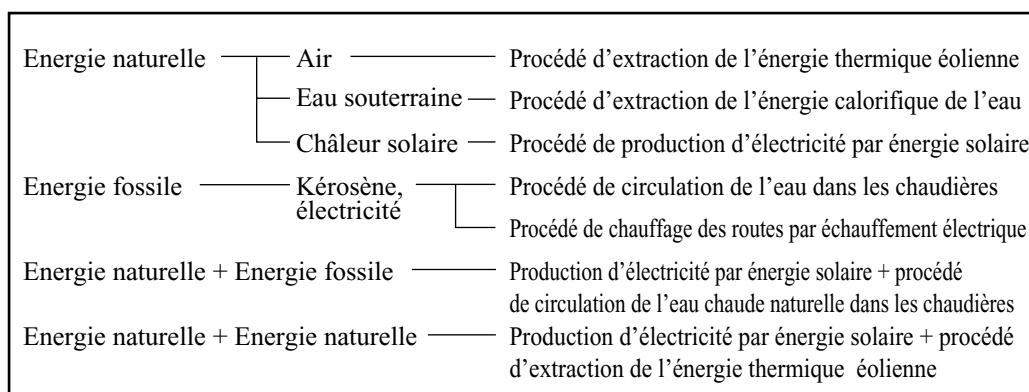 Energie naturelle Air Procédé d’extraction de l’énergie thermique éolienne
Eau souterraine Procédé d’extraction de l’énergie calorifique de l’eau
Châleur solaire Procédé de production d’électricité par énergie solaire
Energie fossile Kérosène, Procédé de circulation de l’eau dans les chaudières
électricité
Procédé de chauffage des routes par échauffement électrique
Energie naturelle + Energie fossile Production d’électricité par énergie solaire + procédé
de circulation de l’eau chaude naturelle dans les chaudières
Energie naturelle + Energie naturelle Production d’électricité par énergie solaire + procédé
d’extraction de l’énergie thermique éolienne